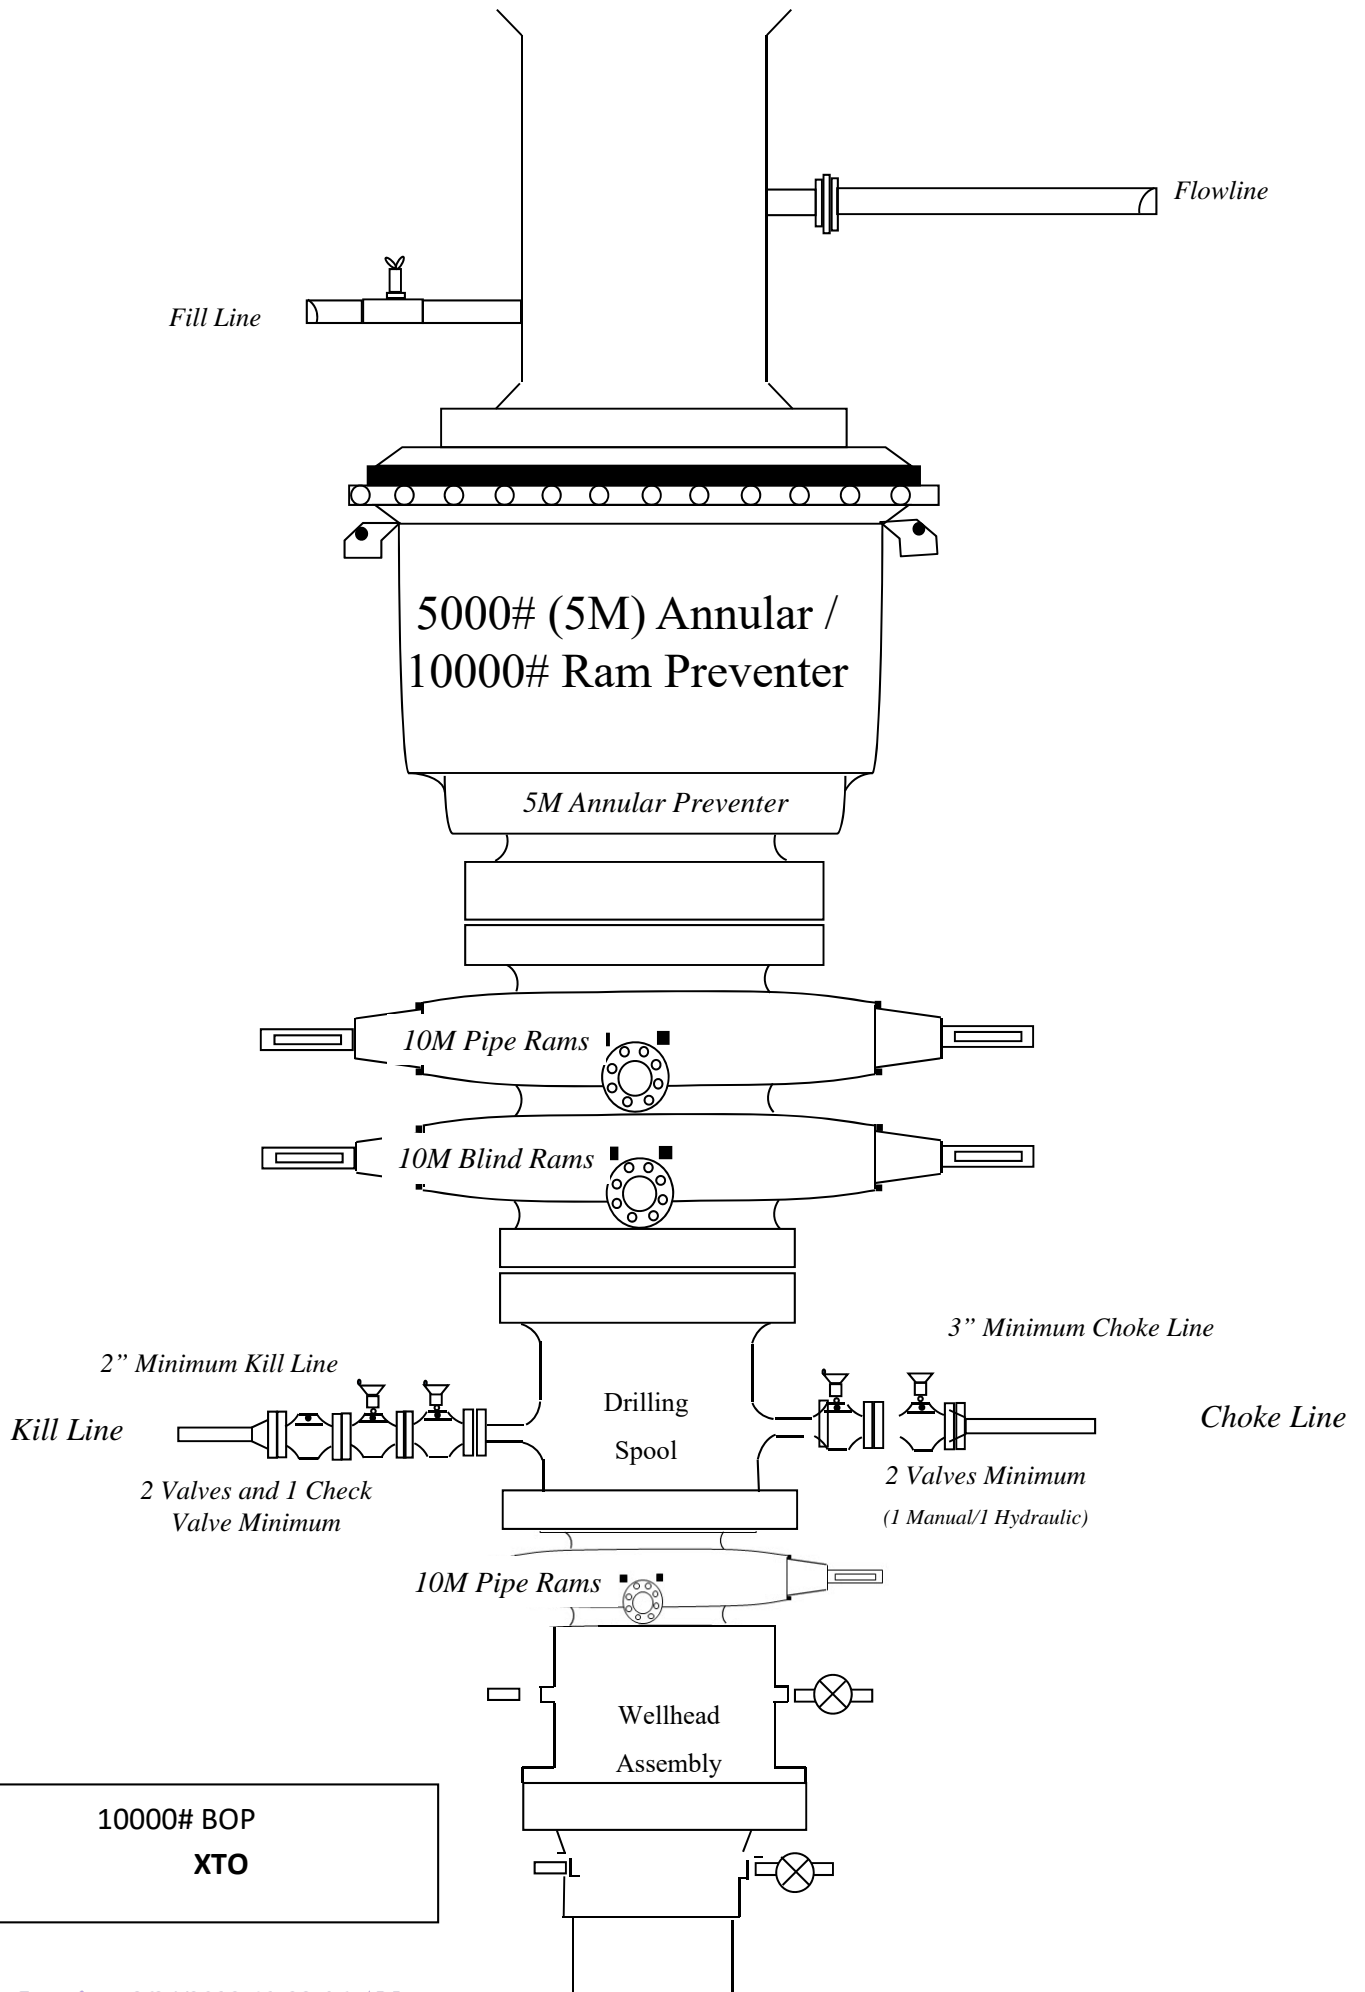 Flowline
Fill Line
5000# (5M) Annular /
10000# Ram Preventer
5M Annular Preventer
10M Pipe Rams
10M Blind Rams
3” Minimum Choke Line
2” Minimum Kill Line
Drilling
Spool
Kill Line
Choke Line
2 Valves and 1 Check
Valve Minimum
2 Valves Minimum
(1 Manual/1 Hydraulic)
10M Pipe Rams
Wellhead
Assembly
10000# BOP
XTO